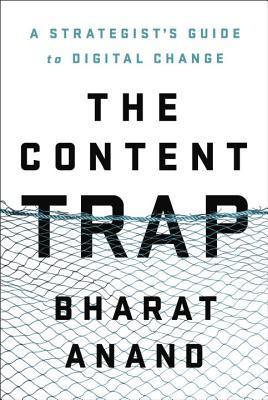 A STRATEGIST'S GUIDE
to DIGITAL CHANGE
THE
CONTENT
TRAP
BHARAT
ANAND